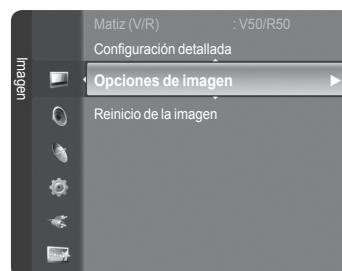 Imagen
Matiz (V/R) : V50/R50
Configuración detallada
Opciones de imagen
Reinicio de la imagen